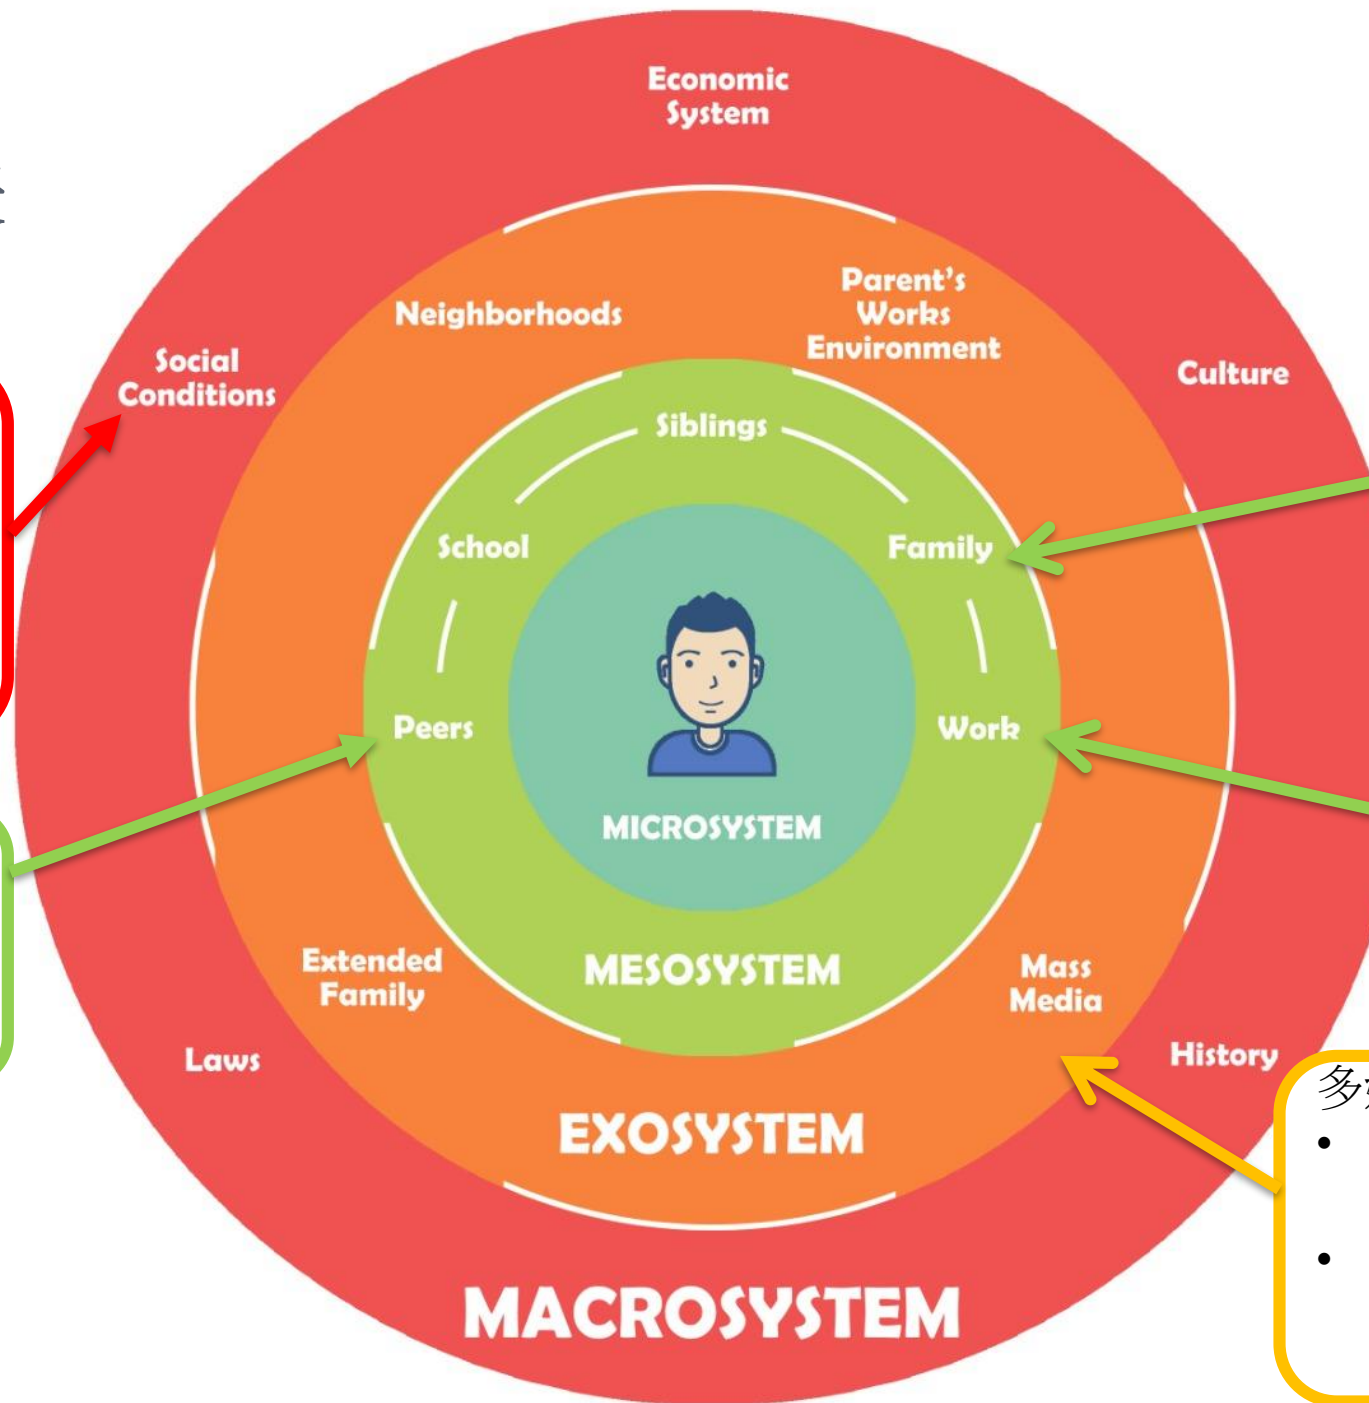 Economic
System
Neighborhoods
Parent's
Works
Environment
Social
Conditions
Culture
Siblings
School
Family
Peers
Work
MICROSYSTEM
Extended
Family
MESOSYSTEM
Mass
Media
Laws
History
EXOSYSTEM
多
•
•
MACROSYSTEM